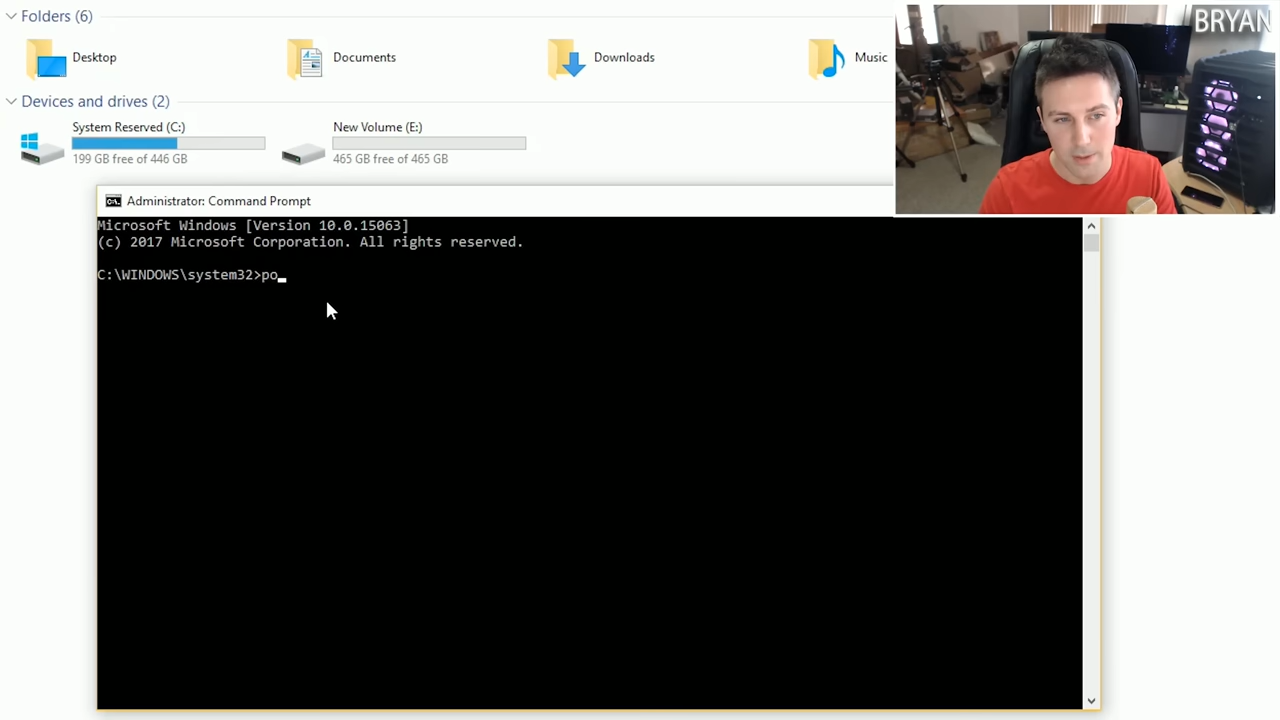 Folders (6)
BRYAN
Desktop
Documents
Downloads
Music
Devices and drives (2)
System Reserved (C:)
199 GB free of 446 GB
New Volume (E:)
465 GB free of 465 GB
Administrator: Command Prompt
Microsoft Windows [Version 10.0.15063]
(c) 2017 Microsoft Corporation. All rights reserved.
C:\WINDOWS\system32>po_